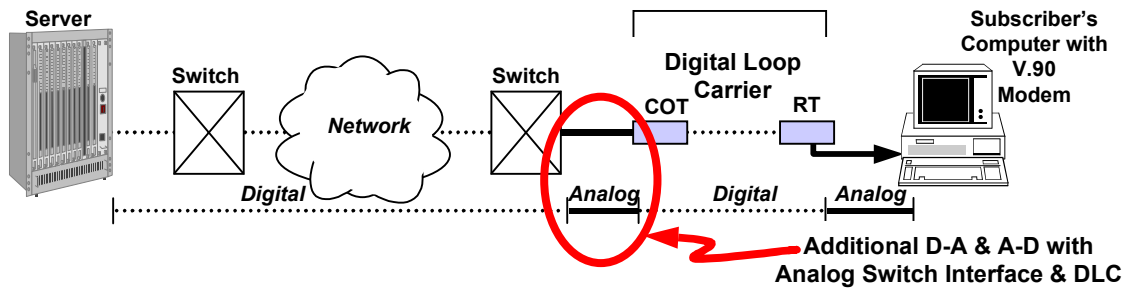 Server
Switch
Network
Switch
Digital Loop
Carrier
COT
RT
Subscriber's
Computer with
V.90
Modem
Digital
Analog
Digital
Analog
Additional D-A & A-D with
Analog Switch Interface & DLC